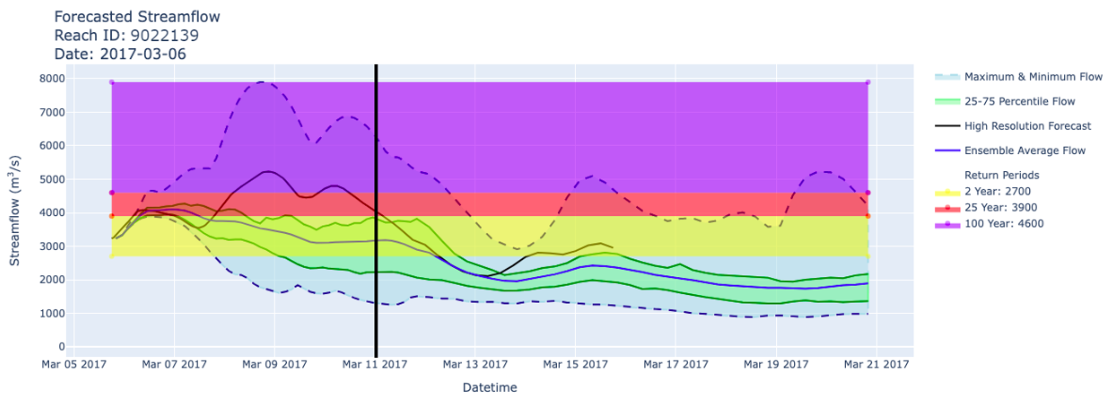 Forecasted Streamflow
Reach ID: 9022139
Date: 2017-03-06
8000
7000
6000
5000
4000
3000
2000
1000
0
Streamflow (m³/s)
Mar 05 2017
Mar 07 2017
Mar 09 2017
Mar 11 2017
Mar 13 2017
Mar 15 2017
Mar 17 2017
Mar 19 2017
Mar 21 2017
Datetime
Maximum & Minimum Flow
25-75 Percentile Flow
High Resolution Forecast
Ensemble Average Flow
Return Periods
2 Year: 2700
25 Year: 3900
100 Year: 4600